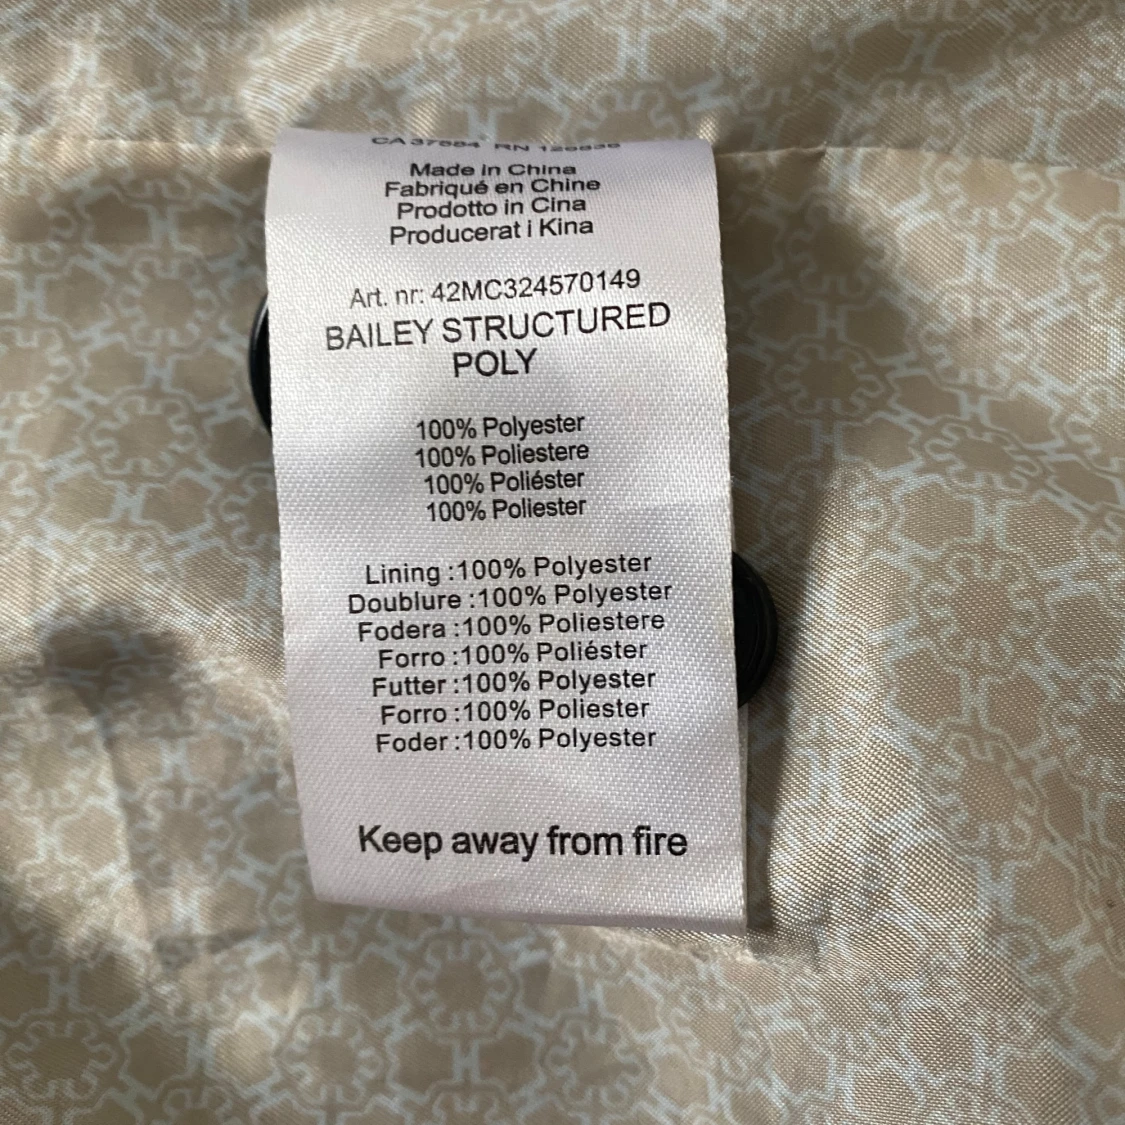 Made in China
Fabriqué en Chine
Prodotto in Cina
Producerat i Kina
Art. nr: 42MC324570149
BAILEY STRUCTURED
POLY
100% Polyester
100% Poliestere
100% Poliéster
100% Poliester
Lining :100% Polyester
Doublure :100% Polyester
Fodera :100% Poliestere
Forro :100% Poliéster
Futter :100% Polyester
Forro :100% Poliester
Foder :100% Polyester
Keep away from fire